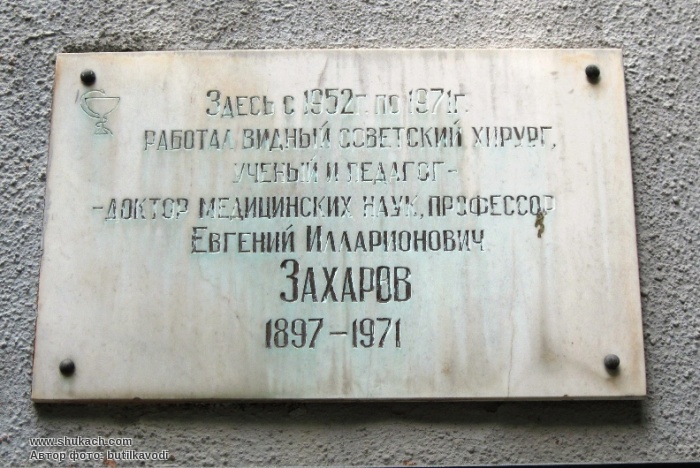 Здесь с 1952г. по 1971г.
работал видный советский хирург,
ученый и педагог-
-доктор медицинских наук, профессор
Евгений Илларионович
Захаров
1897-1971
www.shukach.com
Автор фото: butilkavodi